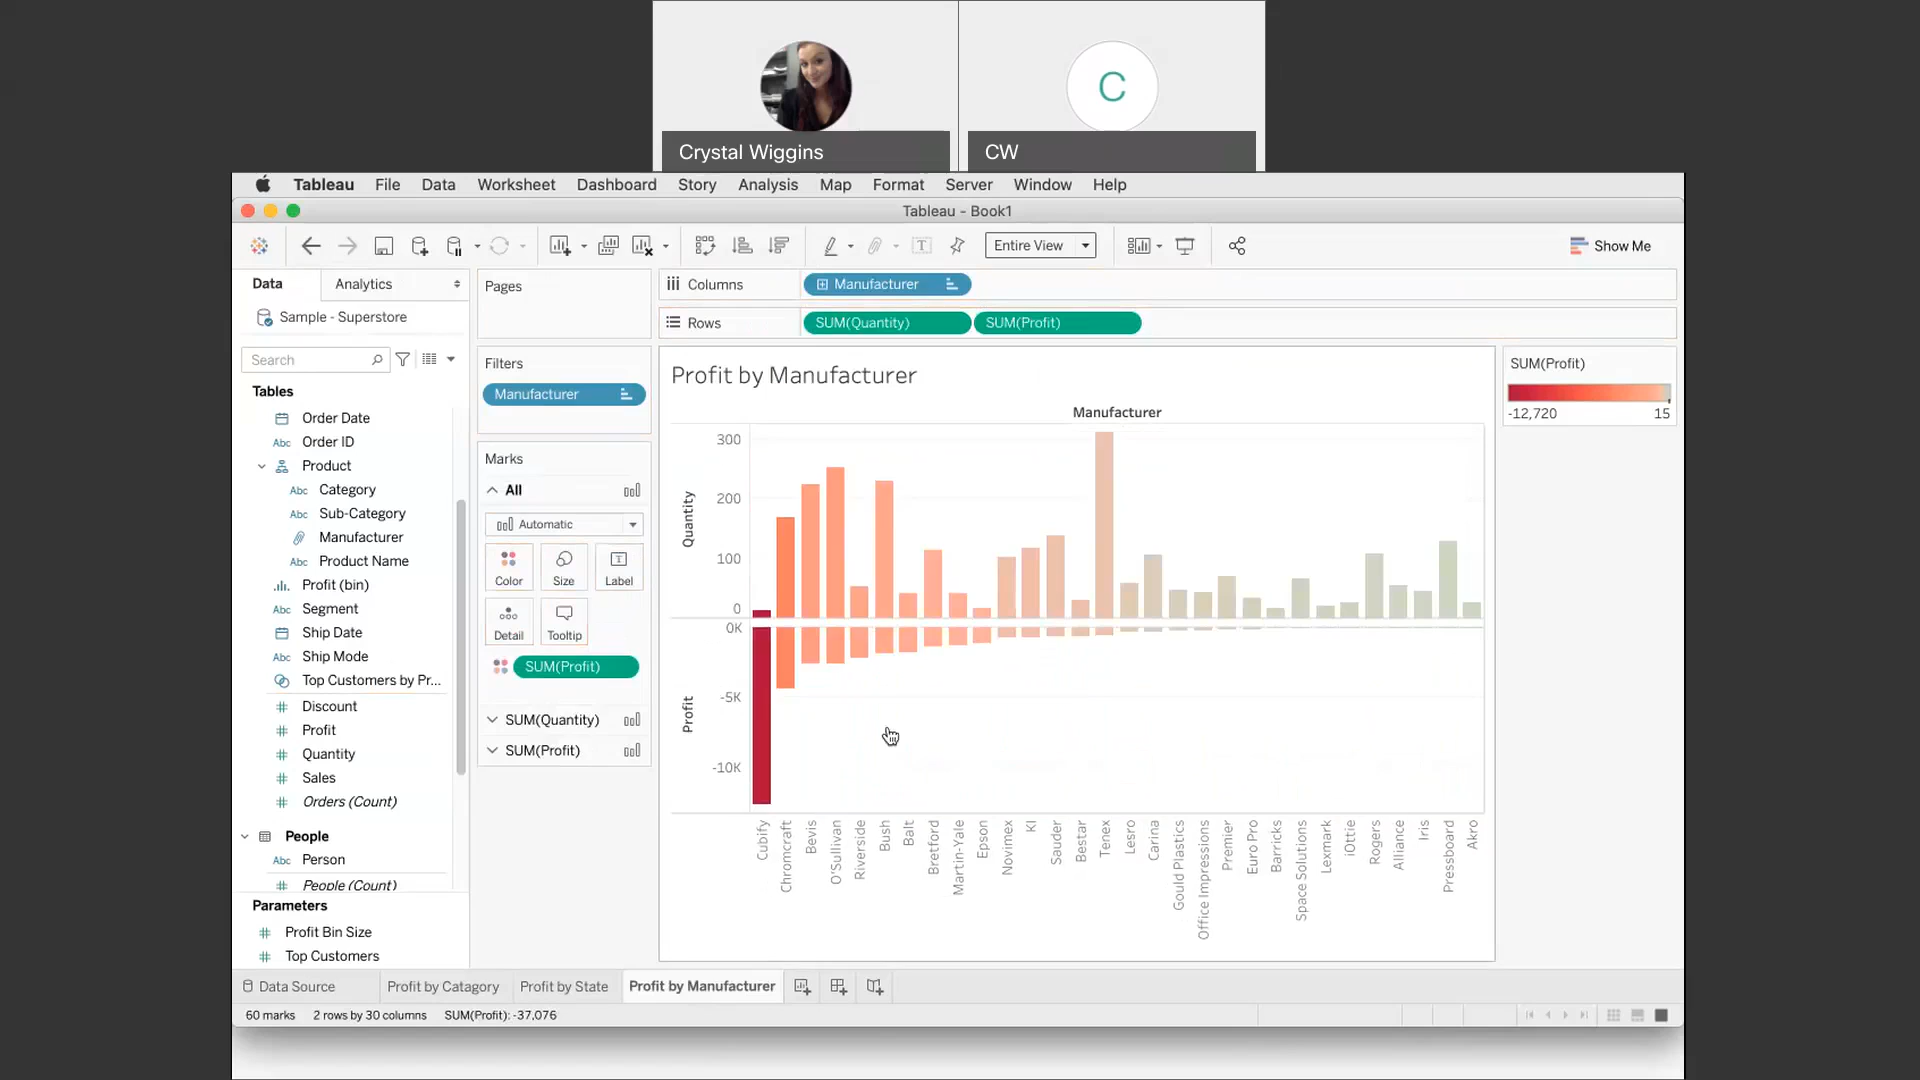 C
Crystal Wiggins
CW
Tableau File Data Worksheet Dashboard Story Analysis Map Format Server Window Help
Tableau - Book1
Entire View
Show Me
Data
Analytics
Sample - Superstore
Search
Tables
Order Date
Abc Order ID
Product
Abc Category
Abc Sub-Category
Manufacturer
Abc Product Name
Profit (bin)
Abc Segment
Ship Date
Abc Ship Mode
Top Customers by Pr...
# Discount
# Profit
# Quantity
# Sales
# Orders (Count)
People
Abc Person
# People (Count)
Parameters
# Profit Bin Size
# Top Customers
Pages
Filters
Manufacturer
Marks
All
Automatic
Color
Size
T
Label
Detail
Tooltip
SUM(Profit)
SUM(Quantity)
SUM(Profit)
Columns
Manufacturer
Rows
SUM(Quantity)
SUM(Profit)
Profit by Manufacturer
Manufacturer
Quantity
300
200
100
0
Profit
0K
-5K
-10K
Cubify
Chromcraft
Bevis
O'Sullivan
Riverside
Bush
Balt
Bretford
Martin-Yale
Epson
Novimex
KI
Sauder
Bestar
Tenex
Lesro
Carina
Gould Plastics
Office Impressions
Premier
Euro Pro
Barricks
Space Solutions
Lexmark
iOttie
Rogers
Alliance
Iris
Pressboard
Akro
SUM(Profit)
-12,720
15
Data Source
Profit by Catagory
Profit by State
Profit by Manufacturer
60 marks
2 rows by 30 columns
SUM(Profit): -37,076